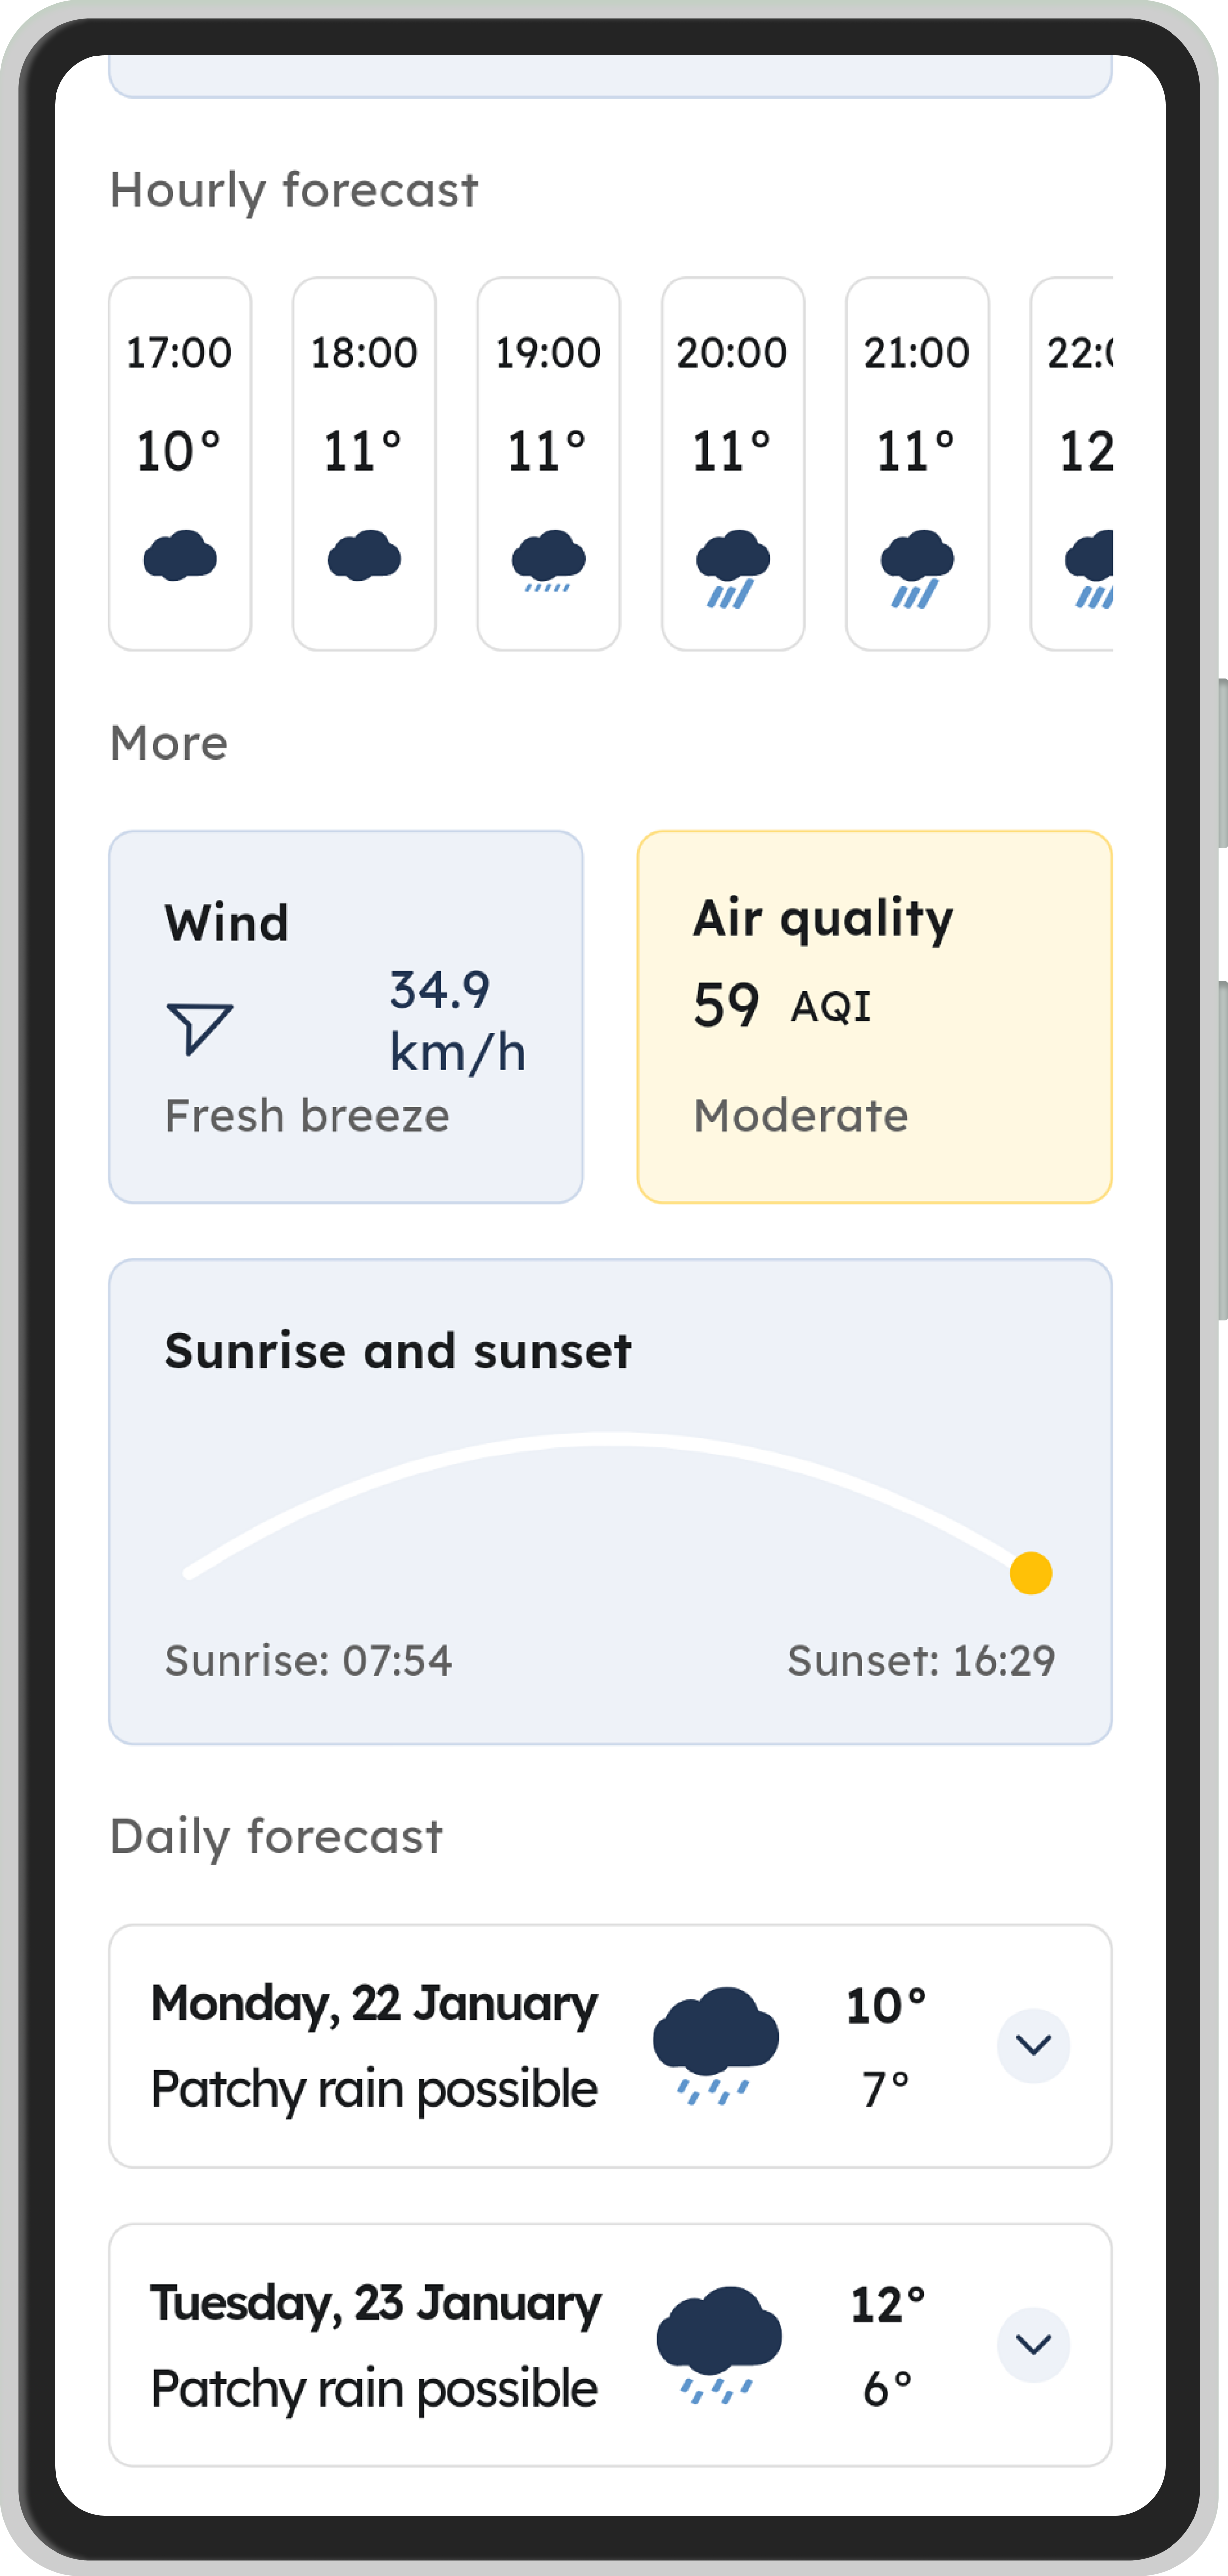 Hourly forecast
17:00 18:00 19:00 20:00 21:00
10° 11° 11° 11° 11° 12
More
Wind
34.9
km/h
Fresh breeze
Air quality
59 AQI
Moderate
Sunrise and sunset
Sunrise: 07:54 Sunset: 16:29
Daily forecast
Monday, 22 January 10°
Patchy rain possible 7°
Tuesday, 23 January 12°
Patchy rain possible 6°